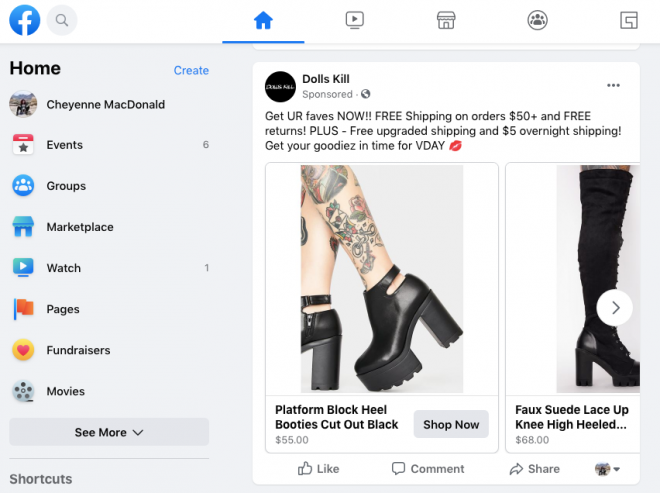 Home
Create
Cheyenne MacDonald
Events
6
Groups
Marketplace
Watch
1
Pages
Fundraisers
Movies
See More
Shortcuts
DOLLS KILL
Dolls Kill
Sponsored ·
Get UR faves NOW!! FREE Shipping on orders $50+ and FREE
returns! PLUS - Free upgraded shipping and $5 overnight shipping!
Get your goodiez in time for VDAY 💋
Platform Block Heel
Booties Cut Out Black
$55.00
Shop Now
Faux Suede Lace Up
Knee High Heeled...
$68.00
Like
Comment
Share